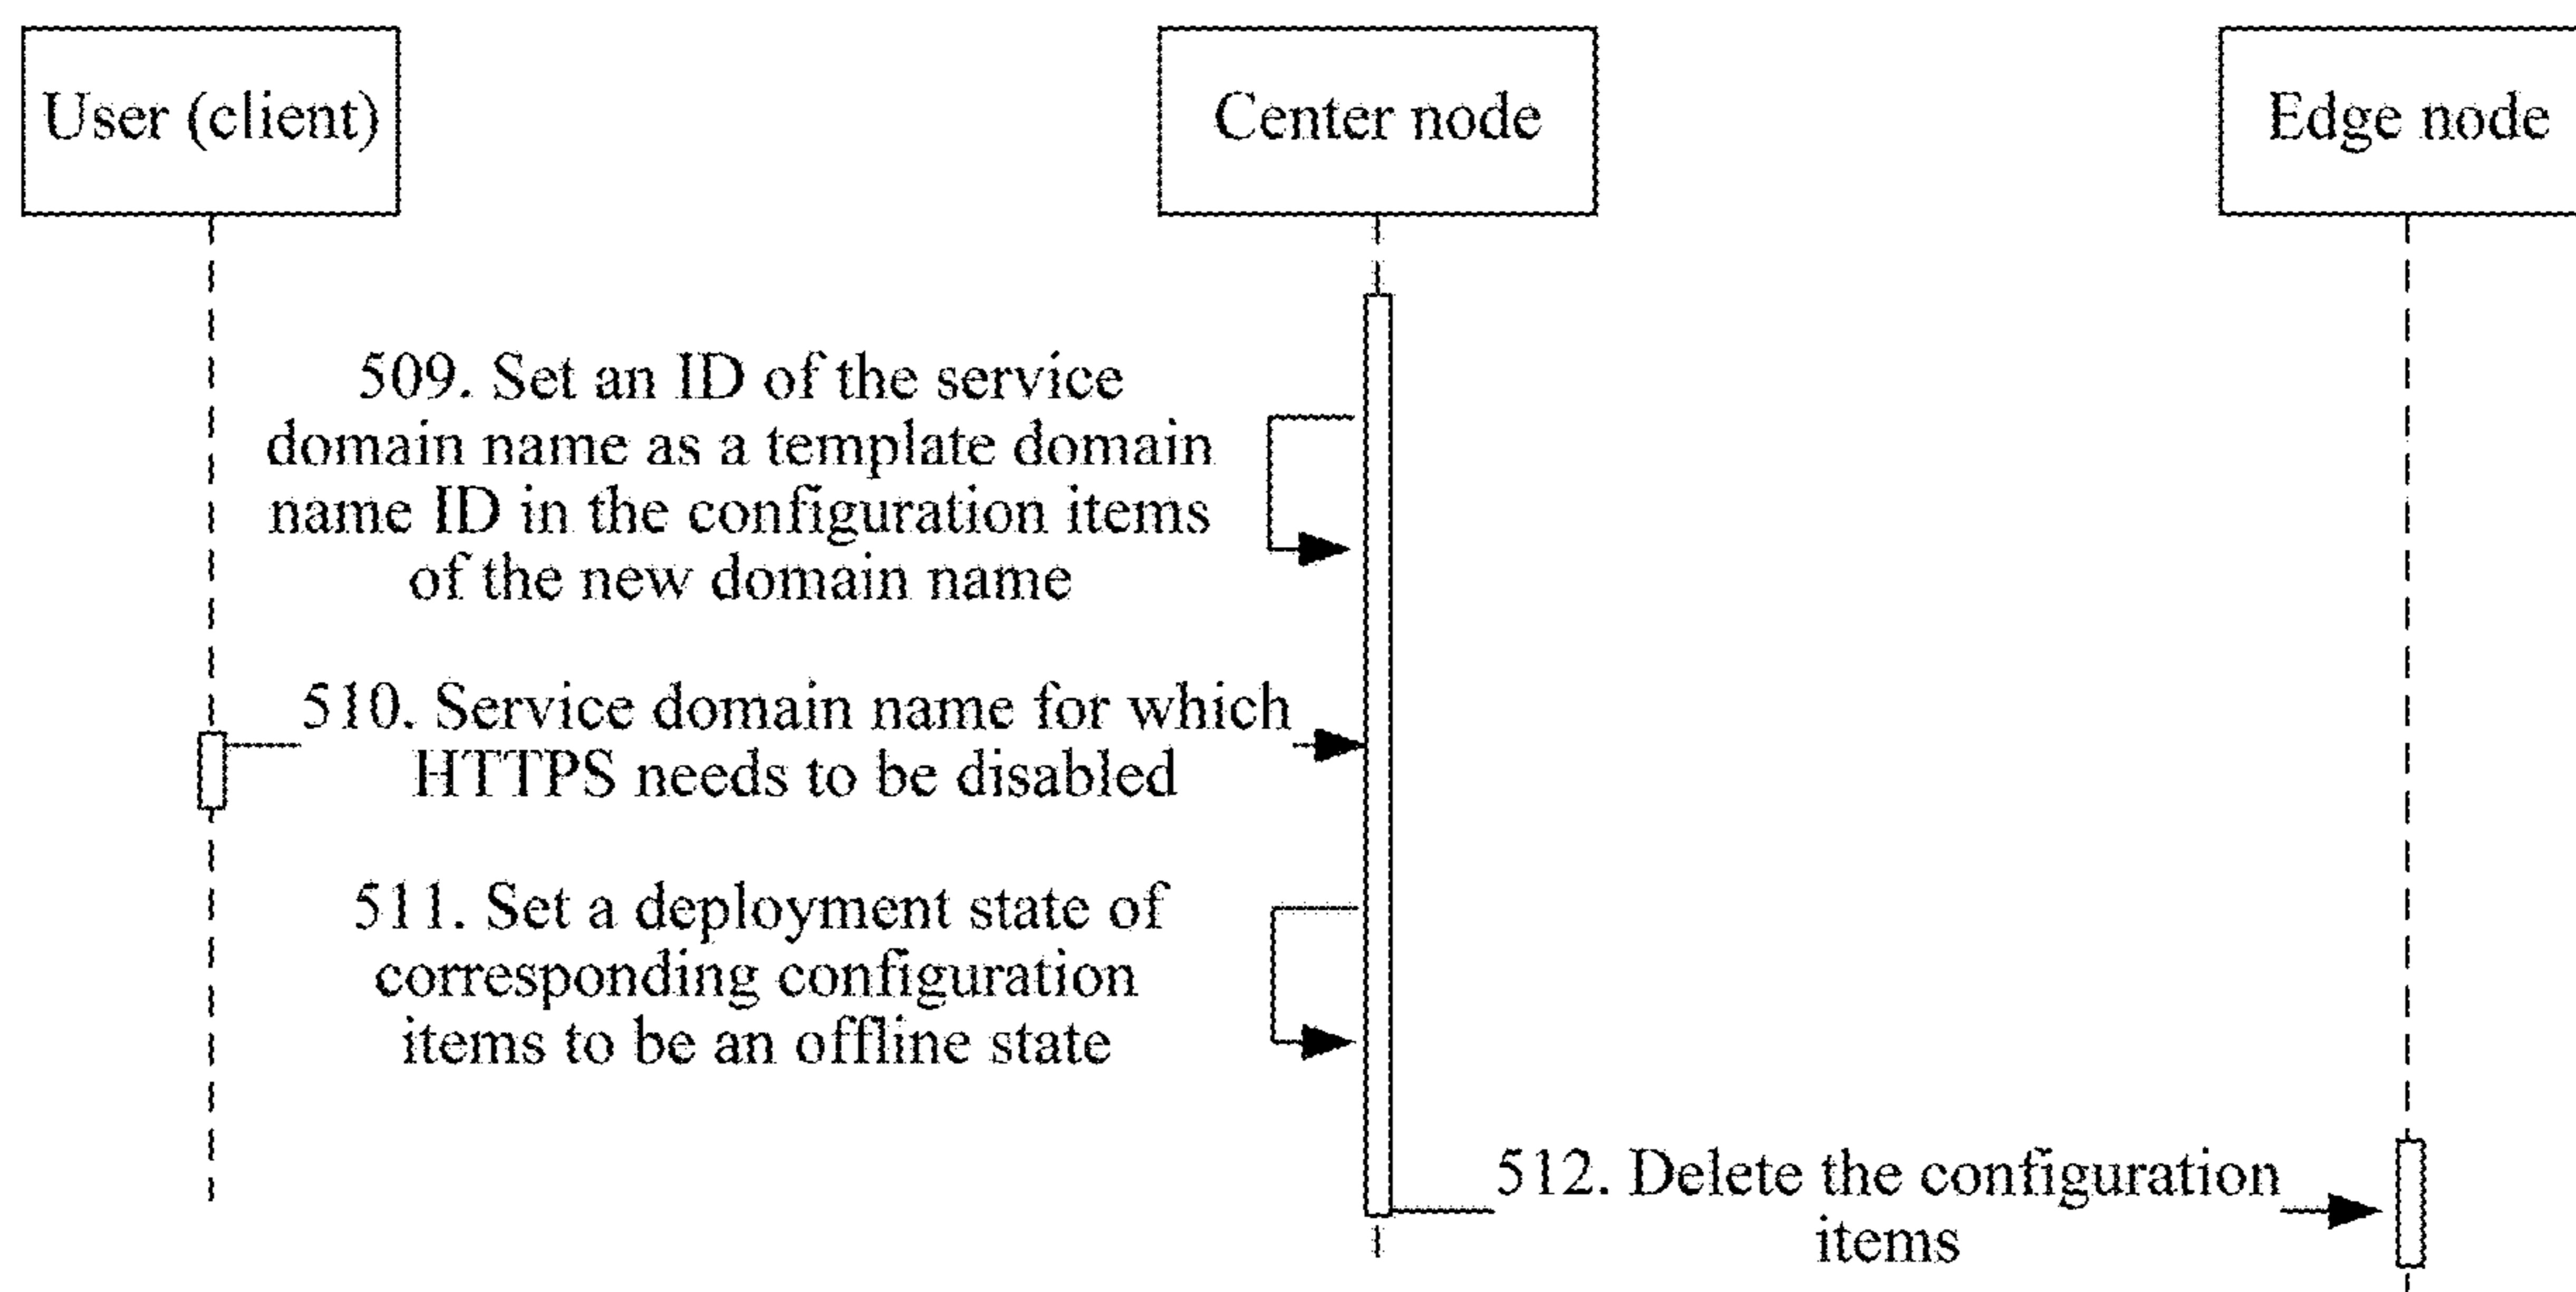 User (client)
Center node
Edge node
509. Set an ID of the service
domain name as a template domain
name ID in the configuration items
of the new domain name
510. Service domain name for which
HTTPS needs to be disabled
511. Set a deployment state of
corresponding configuration
items to be an offline state
512. Delete the configuration
items